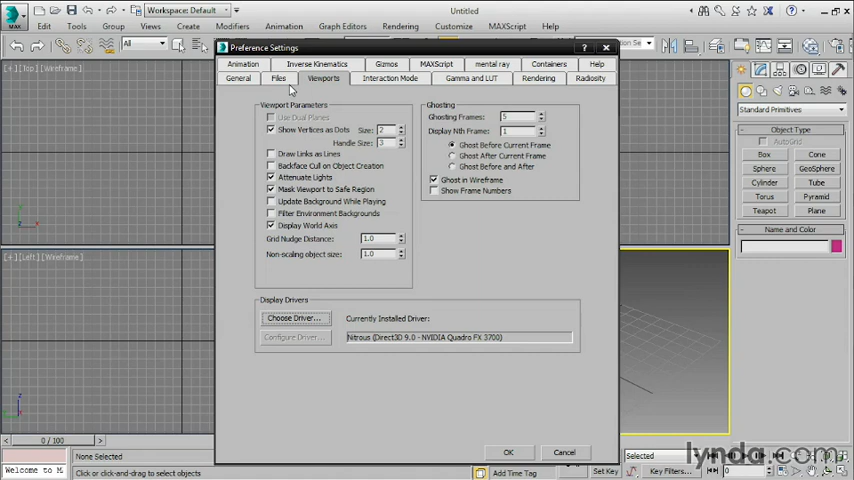 MAX
Workspace: Default
Untitled
Edit Tools Group Views Create Modifiers Animation Graph Editors Rendering Customize MAXScript Help
All
[+] [Top] [Wireframe]
[+] [Left] [Wireframe]
Preference Settings
Animation Inverse Kinematics Gizmos MAXScript mental ray Containers Help
General Files Viewports Interaction Mode Gamma and LUT Rendering Radiosity
Viewport Parameters
Use Dual Planes
Show Vertices as Dots Size: 2
Handle Size: 3
Draw Links as Lines
Backface Cull on Object Creation
Attenuate Lights
Mask Viewport to Safe Region
Update Background While Playing
Filter Environment Backgrounds
Display World Axis
Grid Nudge Distance: 1.0
Non-scaling object size: 1.0
Ghosting
Ghosting Frames: 5
Display Nth Frame: 1
Ghost Before Current Frame
Ghost After Current Frame
Ghost Before and After
Ghost in Wireframe
Show Frame Numbers
Display Drivers
Choose Driver...
Currently Installed Driver:
Configure Driver...
Nitrous (Direct3D 9.0 - NVIDIA Quadro FX 3700)
OK Cancel
Standard Primitives
Object Type
AutoGrid
Box Cone
Sphere GeoSphere
Cylinder Tube
Torus Pyramid
Teapot Plane
Name and Color
z
x
z
y
0 / 100
None Selected
Welcome to M
Click or click-and-drag to select objects
Add Time Tag
Selected
Set Key
Key Filters...
0
lynda.com